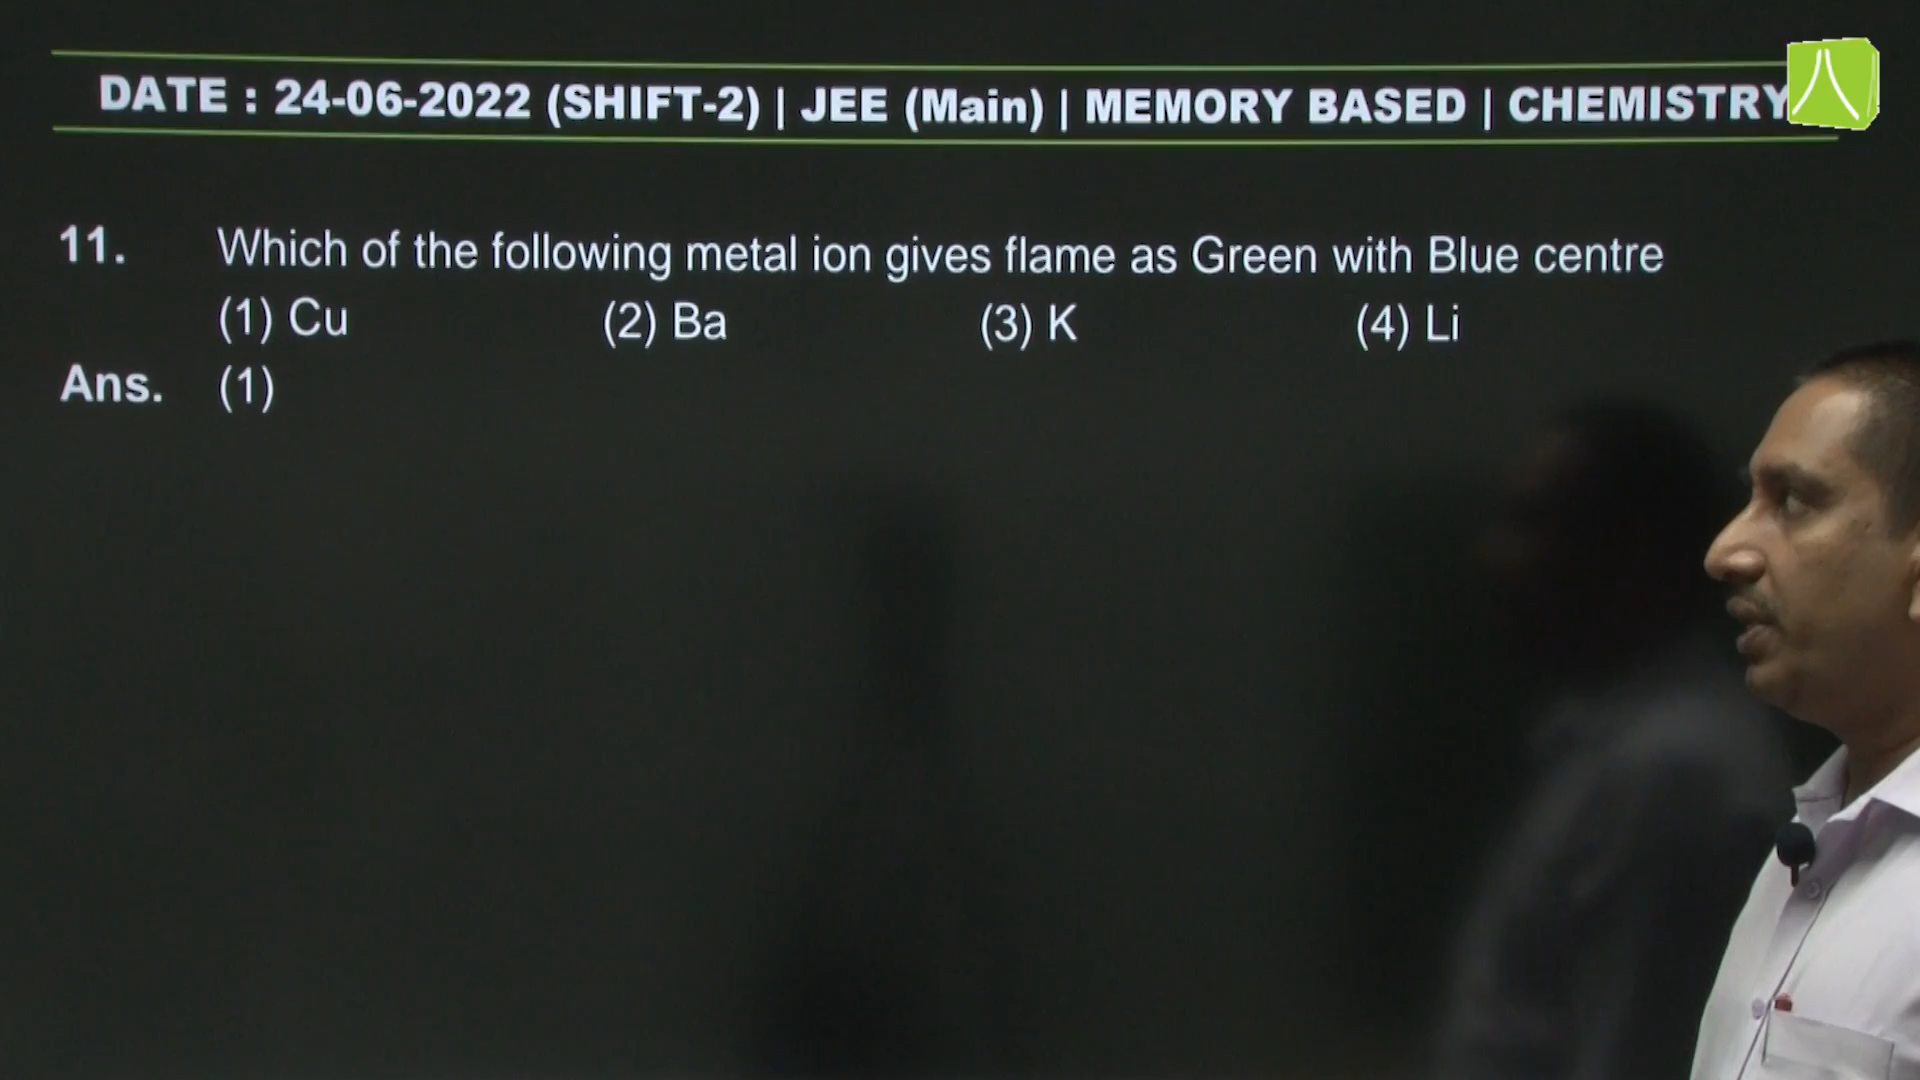 DATE : 24-06-2022 (SHIFT-2) | JEE (Main) | MEMORY BASED | CHEMISTRY
11. Which of the following metal ion gives flame as Green with Blue centre
(1) Cu (2) Ba (3) K (4) Li
Ans. (1)